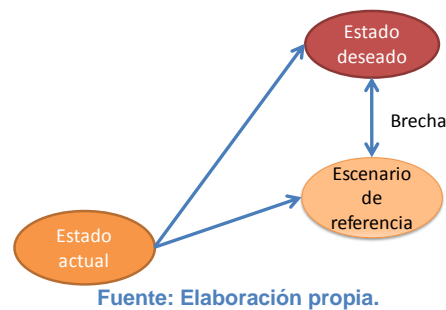 Estado
deseado
Brecha
Escenario
de
referencia
Estado
actual
Fuente: Elaboración propia.